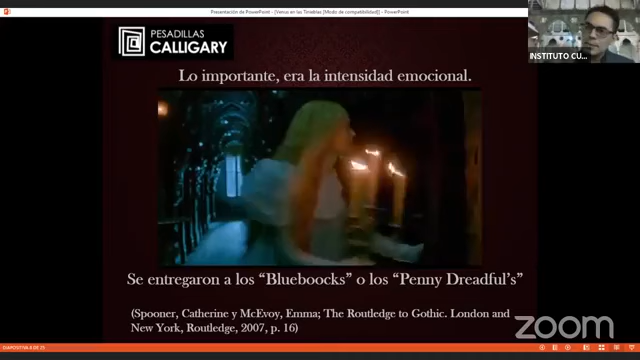 Presentación de PowerPoint - [Venus en las Tinieblas [Modo de compatibilidad]] - PowerPoint
PESADILLAS
CALLIGARY
INSTITUTO CU...
Lo importante, era la intensidad emocional.
Se entregaron a los “Blueboocks” o los “Penny Dreadful’s”
(Spooner, Catherine y McEvoy, Emma; The Routledge to Gothic. London and
New York, Routledge, 2007, p. 16)
zoom